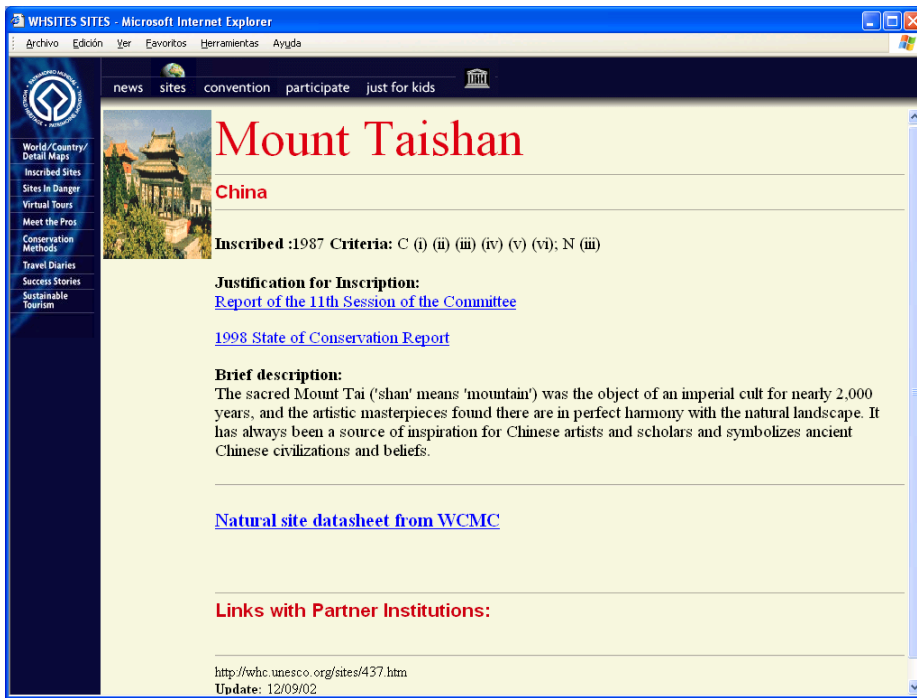 WHSITES SITES - Microsoft Internet Explorer
Archivo Edición Ver Favoritos Herramientas Ayuda
news sites convention participate just for kids
World/Country/
Detail Maps
Inscribed Sites
Sites In Danger
Virtual Tours
Meet the Pros
Conservation
Methods
Travel Diaries
Success Stories
Sustainable
Tourism
Mount Taishan
China
Inscribed :1987 Criteria: C (i) (ii) (iii) (iv) (v) (vi); N (iii)
Justification for Inscription:
Report of the 11th Session of the Committee
1998 State of Conservation Report
Brief description:
The sacred Mount Tai ('shan' means 'mountain') was the object of an imperial cult for nearly 2,000
years, and the artistic masterpieces found there are in perfect harmony with the natural landscape. It
has always been a source of inspiration for Chinese artists and scholars and symbolizes ancient
Chinese civilizations and beliefs.
Natural site datasheet from WCMC
Links with Partner Institutions:
http://whc.unesco.org/sites/437.htm
Update: 12/09/02